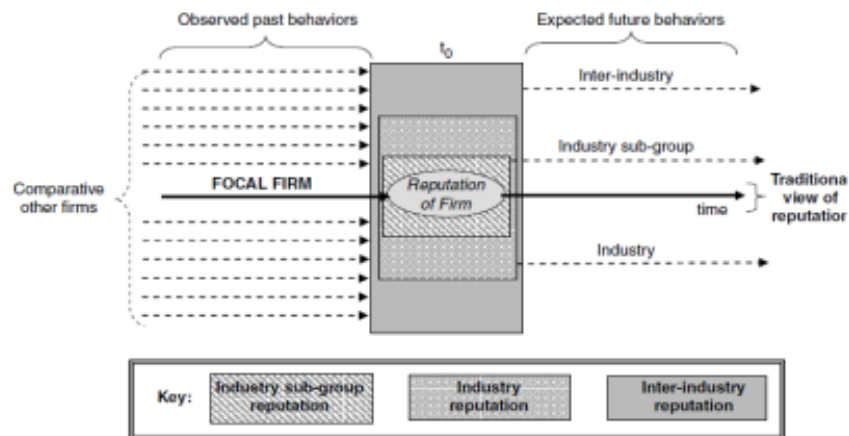 Observed past behaviors
Expected future behaviors
t0
Inter-industry
Industry sub-group
FOCAL FIRM
Reputation
of Firm
Comparative
other firms
time
Traditiona
view of
reputatior
Industry
Key:
Industry sub-group
reputation
Industry
reputation
Inter-industry
reputation